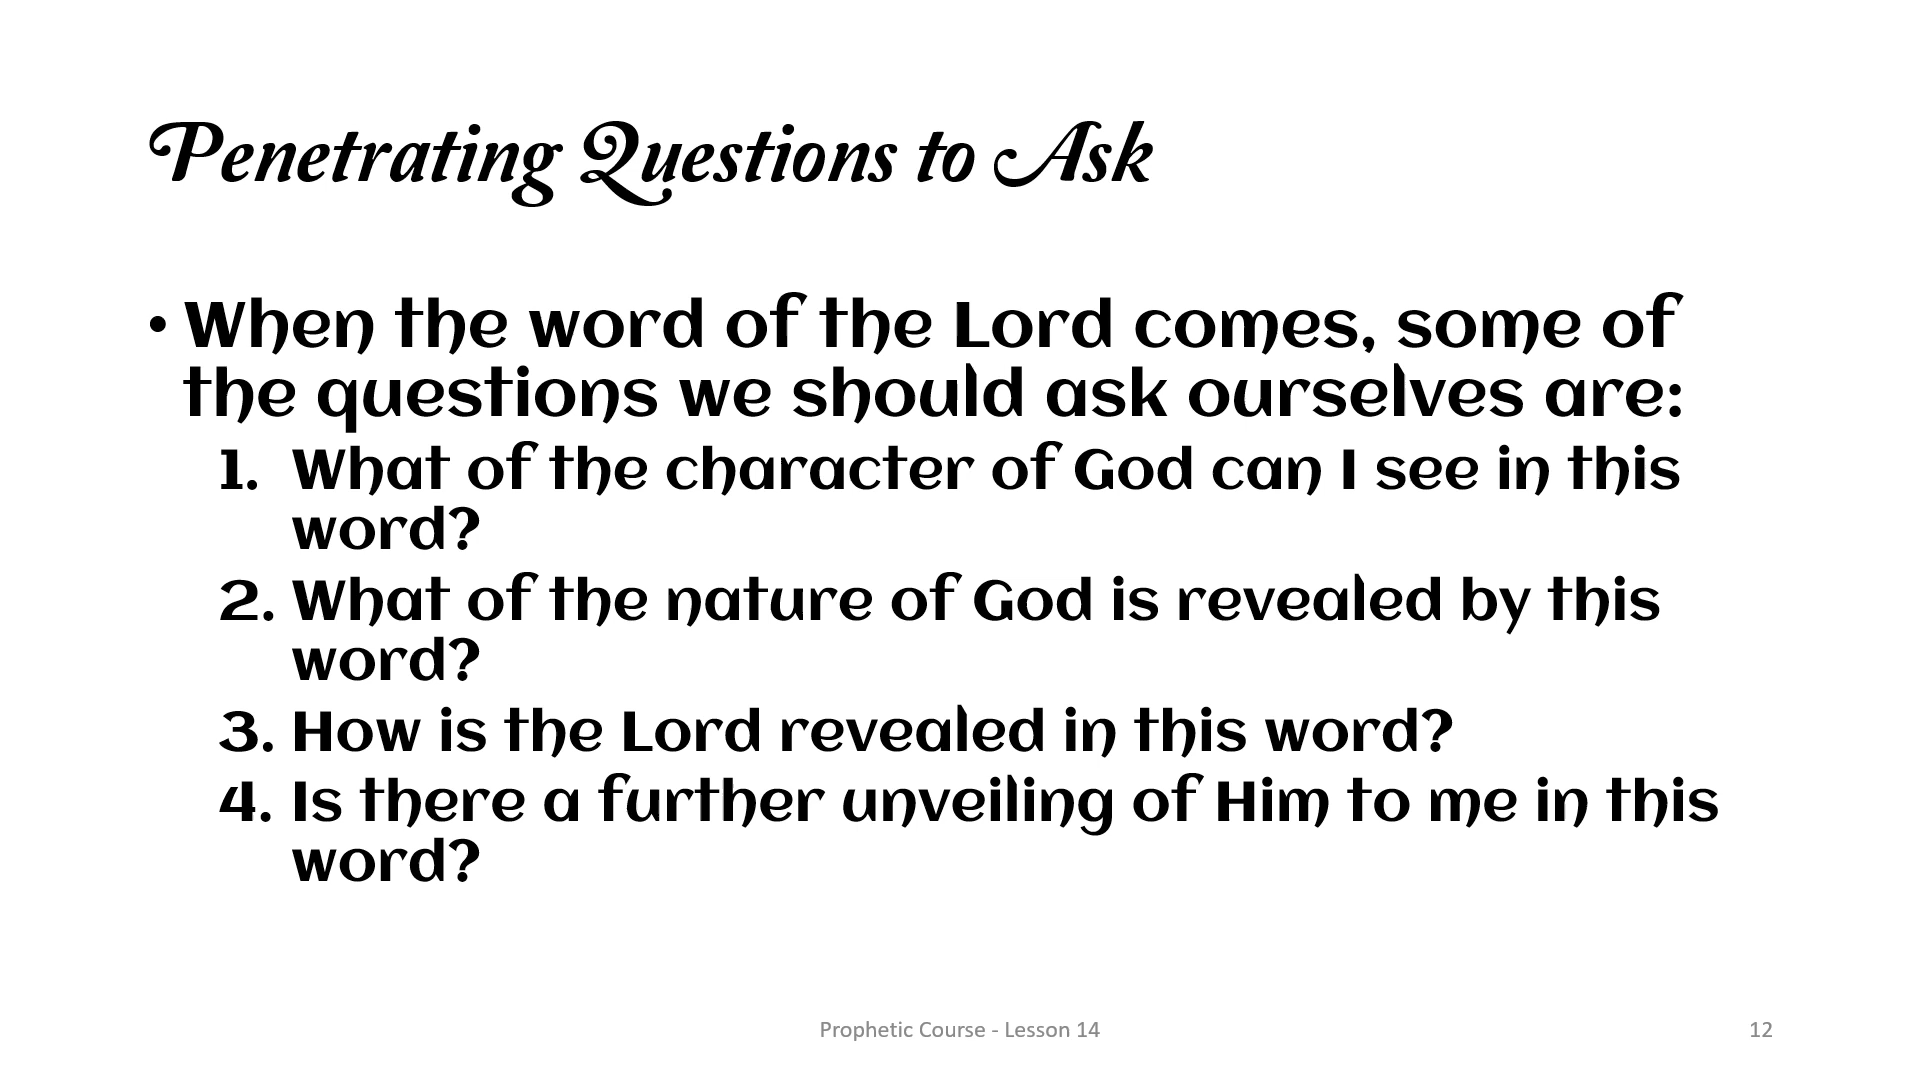 Penetrating Questions to Ask
• When the word of the Lord comes, some of
the questions we should ask ourselves are:
1. What of the character of God can I see in this
word?
2. What of the nature of God is revealed by this
word?
3. How is the Lord revealed in this word?
4. Is there a further unveiling of Him to me in this
word?
Prophetic Course - Lesson 14
12